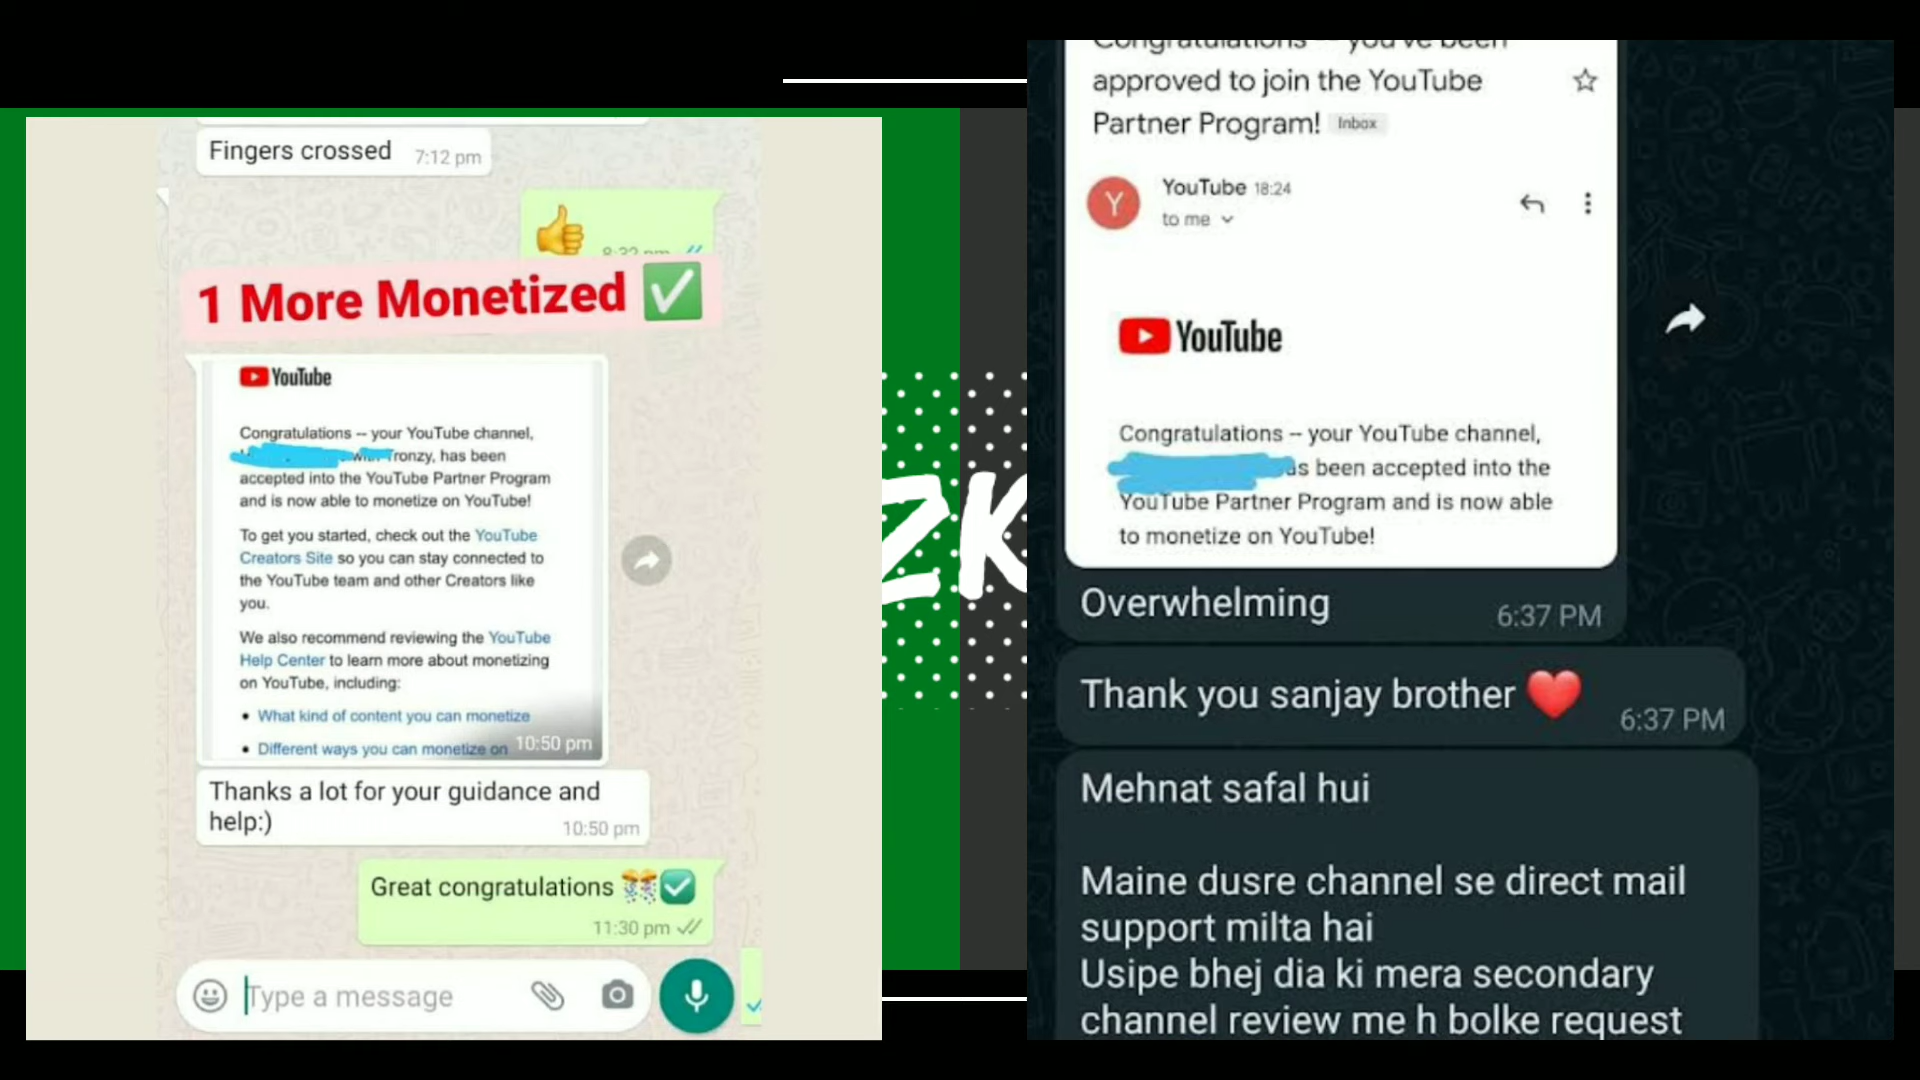 Fingers crossed 7:12 pm
1 More Monetized
YouTube
Congratulations -- your YouTube channel,
with Tronzy, has been
accepted into the YouTube Partner Program
and is now able to monetize on YouTube!
To get you started, check out the YouTube
Creators Site so you can stay connected to
the YouTube team and other Creators like
you.
We also recommend reviewing the YouTube
Help Center to learn more about monetizing
on YouTube, including:
• What kind of content you can monetize
• Different ways you can monetize on
10:50 pm
Thanks a lot for your guidance and
help:)
10:50 pm
Great congratulations
11:30 pm
Type a message
ZK
Congratulations -- you've been
approved to join the YouTube
Partner Program! Inbox
Y
YouTube 18:24
to me
YouTube
Congratulations – your YouTube channel,
as been accepted into the
YouTube Partner Program and is now able
to monetize on YouTube!
Overwhelming
6:37 PM
Thank you sanjay brother
6:37 PM
Mehnat safal hui
Maine dusre channel se direct mail
support milta hai
Usipe bhej dia ki mera secondary
channel review me h bolke request